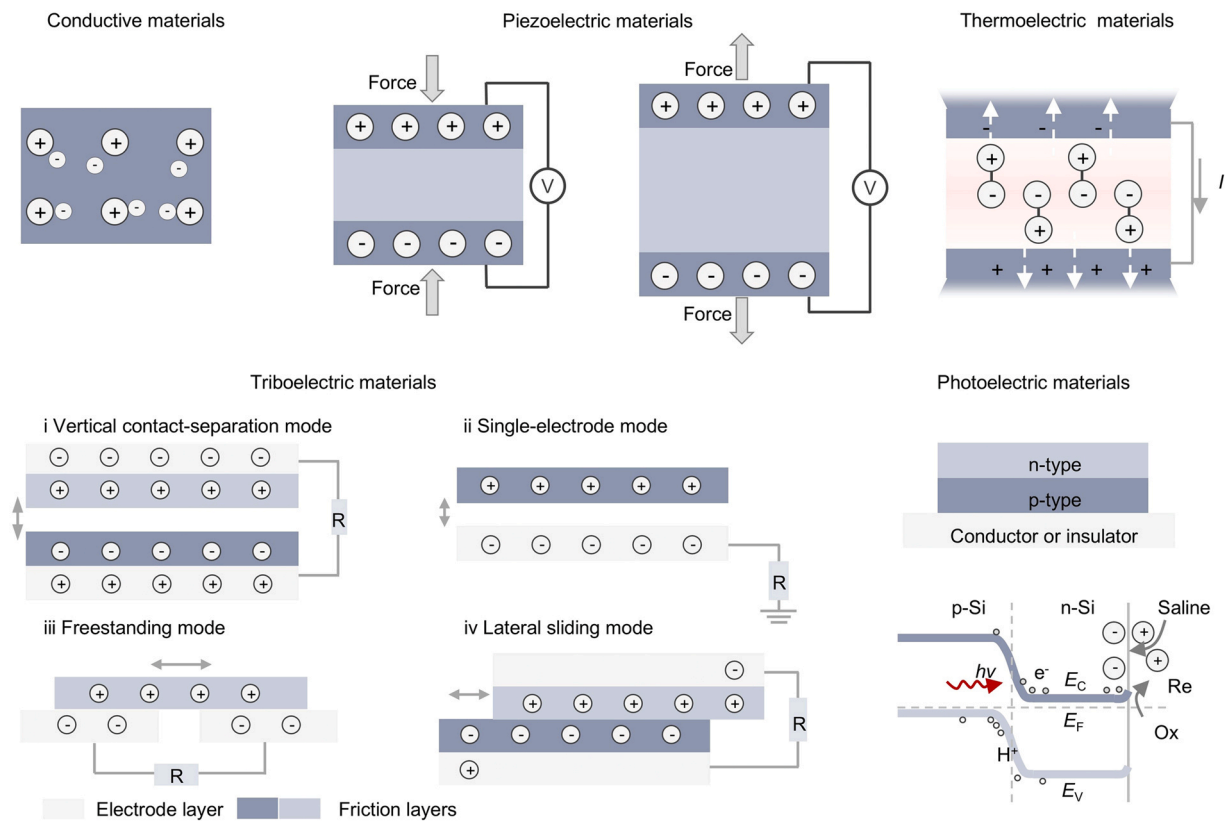 Conductive materials
Piezoelectric materials
Thermoelectric materials
Force
Force
V
Force
Force
V
I
Triboelectric materials
Photoelectric materials
i Vertical contact-separation mode
R
ii Single-electrode mode
R
iii Freestanding mode
R
iv Lateral sliding mode
R
n-type
p-type
Conductor or insulator
p-Si
n-Si
Saline
hv
e⁻
E_C
Re
E_F
Ox
H⁺
E_V
Electrode layer
Friction layers